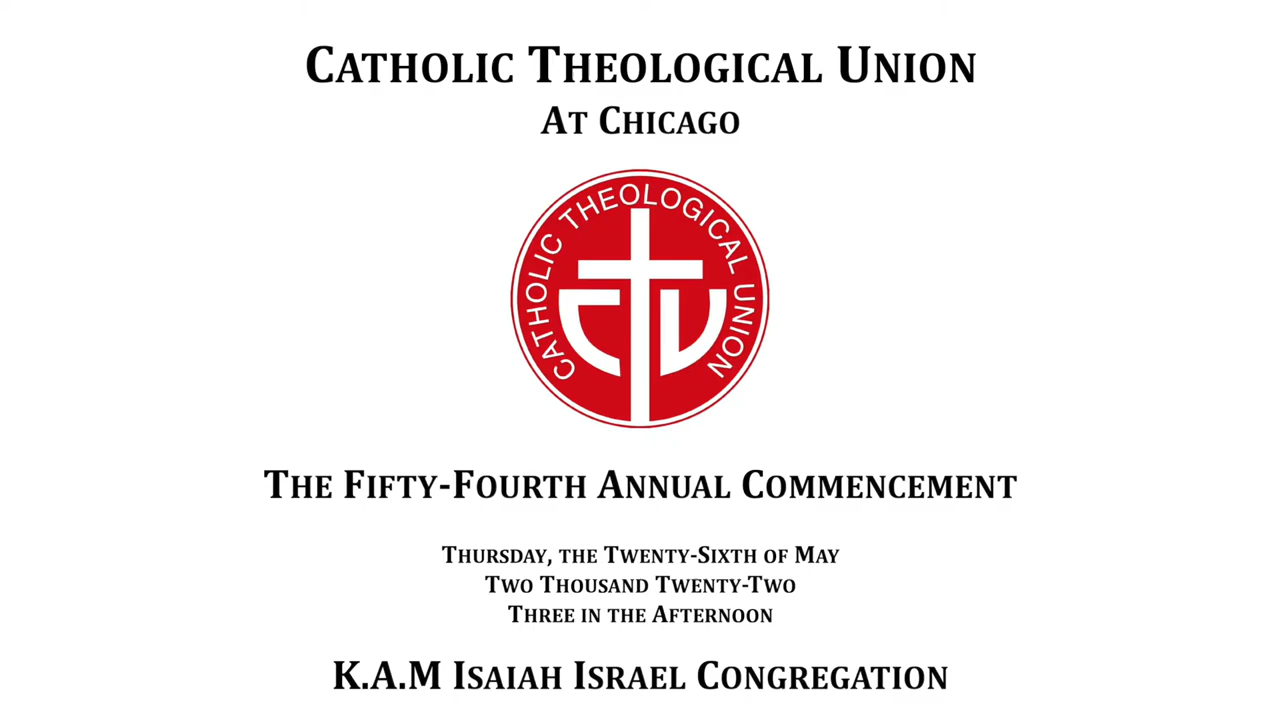 CATHOLIC THEOLOGICAL UNION
AT CHICAGO
CATHOLIC THEOLOGICAL UNION
CTU
THE FIFTY-FOURTH ANNUAL COMMENCEMENT
THURSDAY, THE TWENTY-SIXTH OF MAY
TWO THOUSAND TWENTY-TWO
THREE IN THE AFTERNOON
K.A.M ISAIAH ISRAEL CONGREGATION